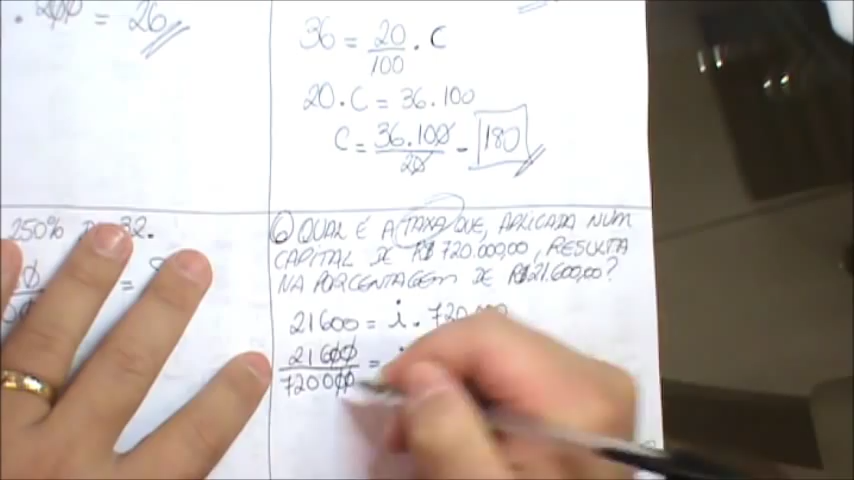 = 26
36 = 20/100 . C
20 . C = 36 . 100
C = 36.100/20 = 180
250% 32.
=
6) QUAL É A TAXA QUE, APLICADA NUM
CAPITAL DE R$ 720.000,00, RESULTA
NA PORCENTAGEM DE R$21.600,00?
21600 = i . 720
21600/720000 = i